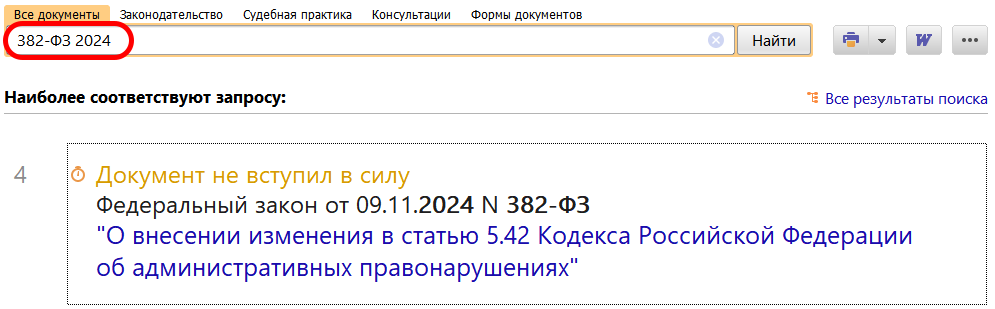 Все документы Законодательство Судебная практика Консультации Формы документов
382-ФЗ 2024 Найти W
Наиболее соответствуют запросу: Все результаты поиска
4 Документ не вступил в силу
Федеральный закон от 09.11.2024 N 382-ФЗ
"О внесении изменения в статью 5.42 Кодекса Российской Федерации
об административных правонарушениях"